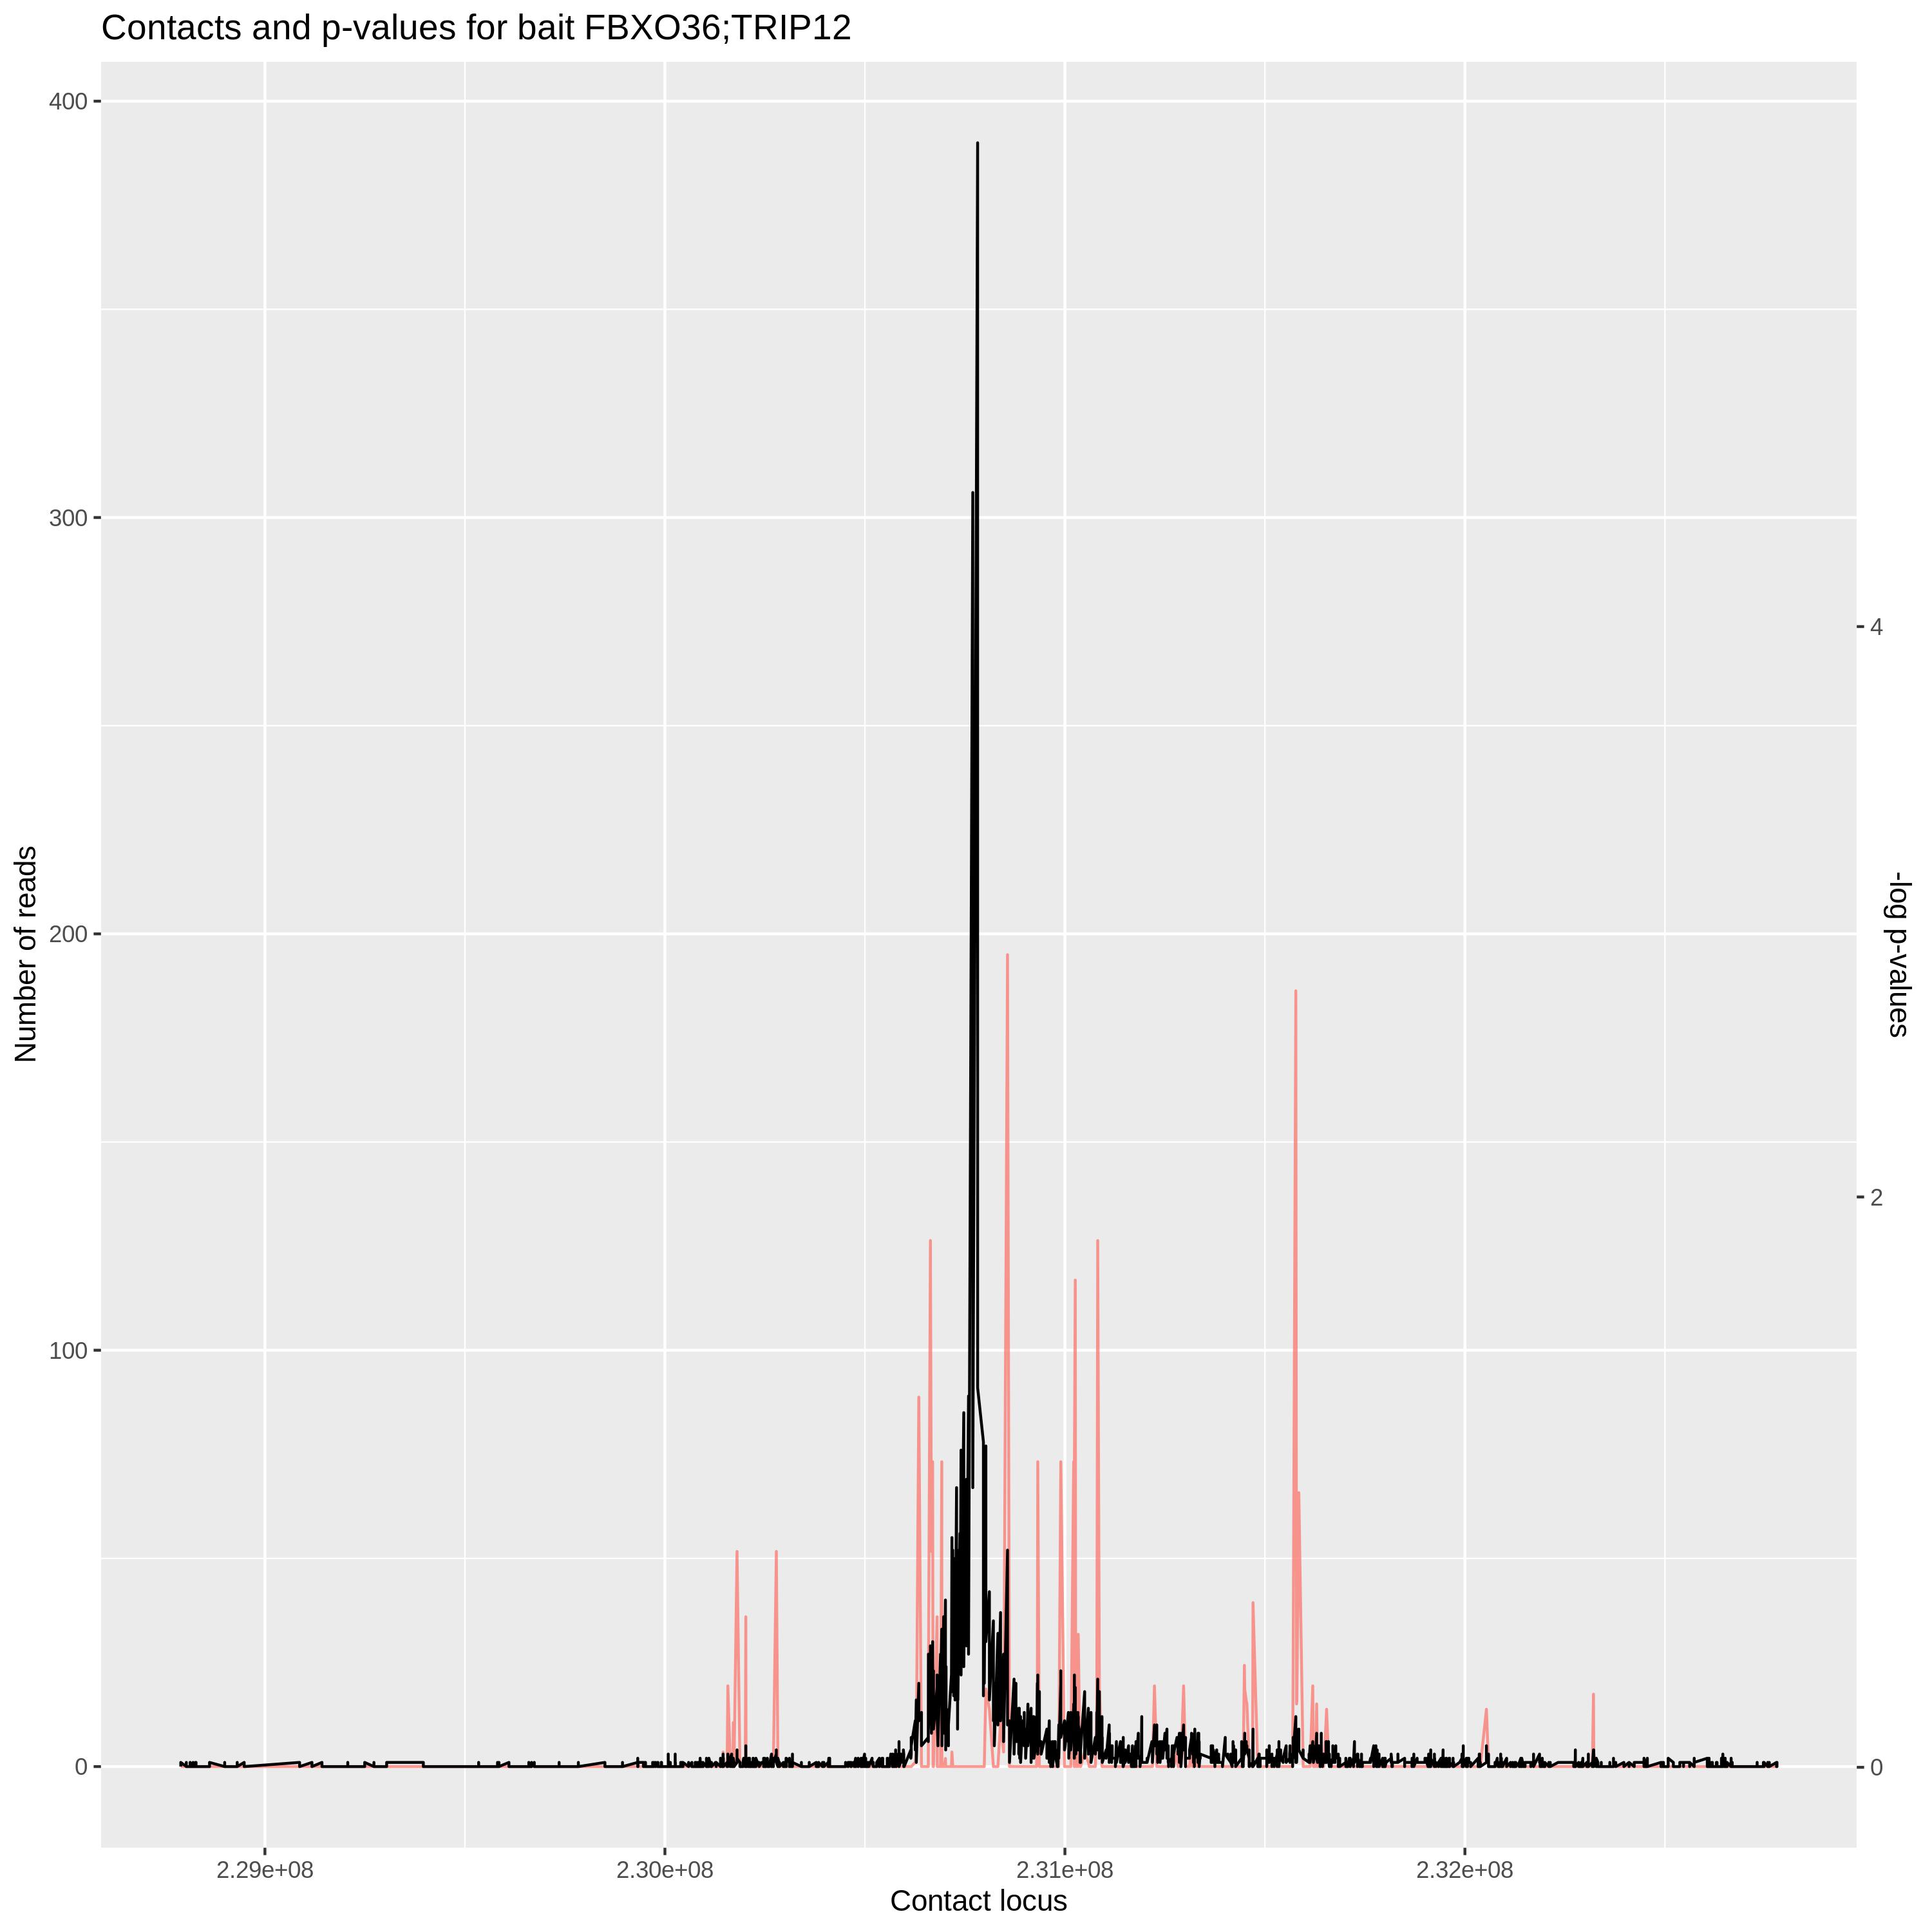 Contacts and p-values for bait FBXO36;TRIP12
400
300
200
100
0
Number of reads
4
2
0
-log p-values
2.29e+08
2.30e+08
2.31e+08
2.32e+08
Contact locus